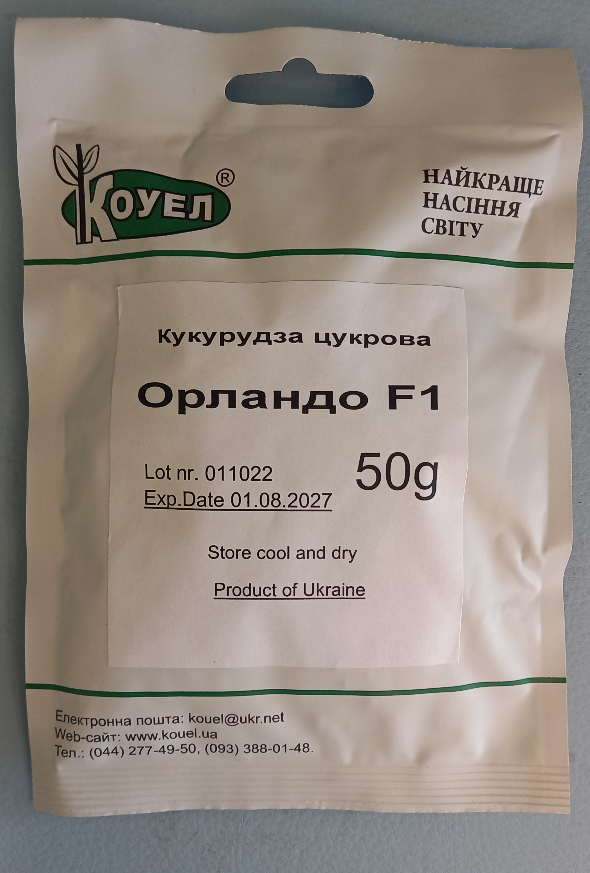 КОУЕЛ ®
НАЙКРАЩЕ
НАСІННЯ
СВІТУ
Кукурудза цукрова
Орландо F1
Lot nr. 011022
50g
Exp.Date 01.08.2027
Store cool and dry
Product of Ukraine
Електронна пошта: kouel@ukr.net
Web-сайт: www.kouel.ua
Тел.: (044) 277-49-50, (093) 388-01-48.